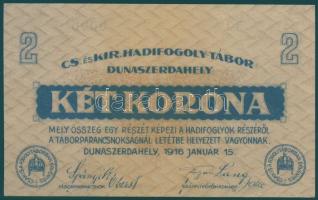 2 2
CS. ÉS KIR. HADIFOGOLY-TÁBOR
DUNASZERDAHELY
KÉT KORONA
MELY ÖSSZEG EGY RÉSZÉT KÉPEZI A HADIFOGLYOK RÉSZÉRŐL
A TÁBORPARANCSNOKSÁGNÁL LETÉTBE HELYEZETT VAGYONNAK.
DUNASZERDAHELY, 1916 JANUÁR 15.